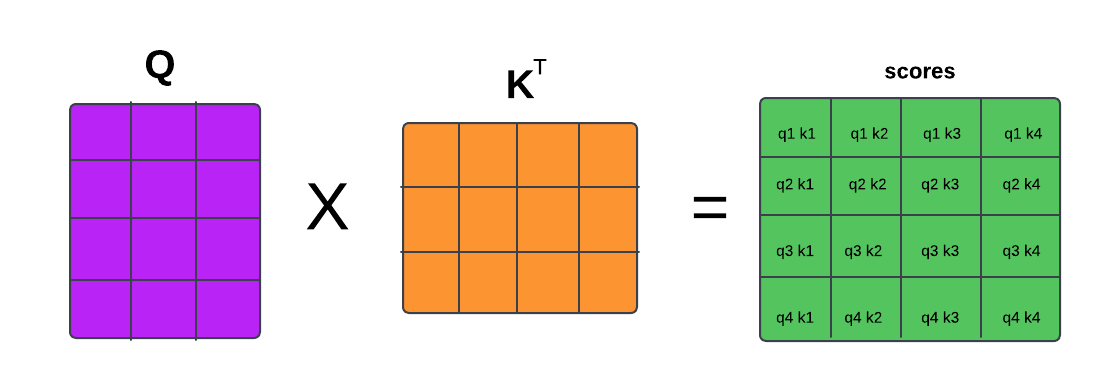 Q
K^T
scores
X
=
q1 k1 q1 k2 q1 k3 q1 k4
q2 k1 q2 k2 q2 k3 q2 k4
q3 k1 q3 k2 q3 k3 q3 k4
q4 k1 q4 k2 q4 k3 q4 k4